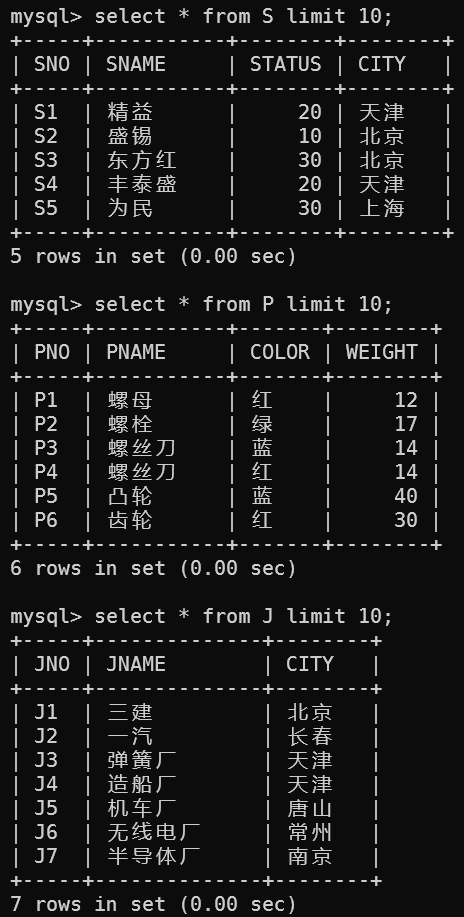 mysql> select * from S limit 10;
+-----+-----------+--------+--------+
| SNO | SNAME     | STATUS | CITY   |
+-----+-----------+--------+--------+
| S1  | 精益      |     20 | 天津   |
| S2  | 盛锡      |     10 | 北京   |
| S3  | 东方红    |     30 | 北京   |
| S4  | 丰泰盛    |     20 | 天津   |
| S5  | 为民      |     30 | 上海   |
+-----+-----------+--------+--------+
5 rows in set (0.00 sec)
mysql> select * from P limit 10;
+-----+-----------+-------+--------+
| PNO | PNAME     | COLOR | WEIGHT |
+-----+-----------+-------+--------+
| P1  | 螺母      | 红    |     12 |
| P2  | 螺栓      | 绿    |     17 |
| P3  | 螺丝刀    | 蓝    |     14 |
| P4  | 螺丝刀    | 红    |     14 |
| P5  | 凸轮      | 蓝    |     40 |
| P6  | 齿轮      | 红    |     30 |
+-----+-----------+-------+--------+
6 rows in set (0.00 sec)
mysql> select * from J limit 10;
+-----+--------------+--------+
| JNO | JNAME        | CITY   |
+-----+--------------+--------+
| J1  | 三建         | 北京   |
| J2  | 一汽         | 长春   |
| J3  | 弹簧厂       | 天津   |
| J4  | 造船厂       | 天津   |
| J5  | 机车厂       | 唐山   |
| J6  | 无线电厂     | 常州   |
| J7  | 半导体厂     | 南京   |
+-----+--------------+--------+
7 rows in set (0.00 sec)